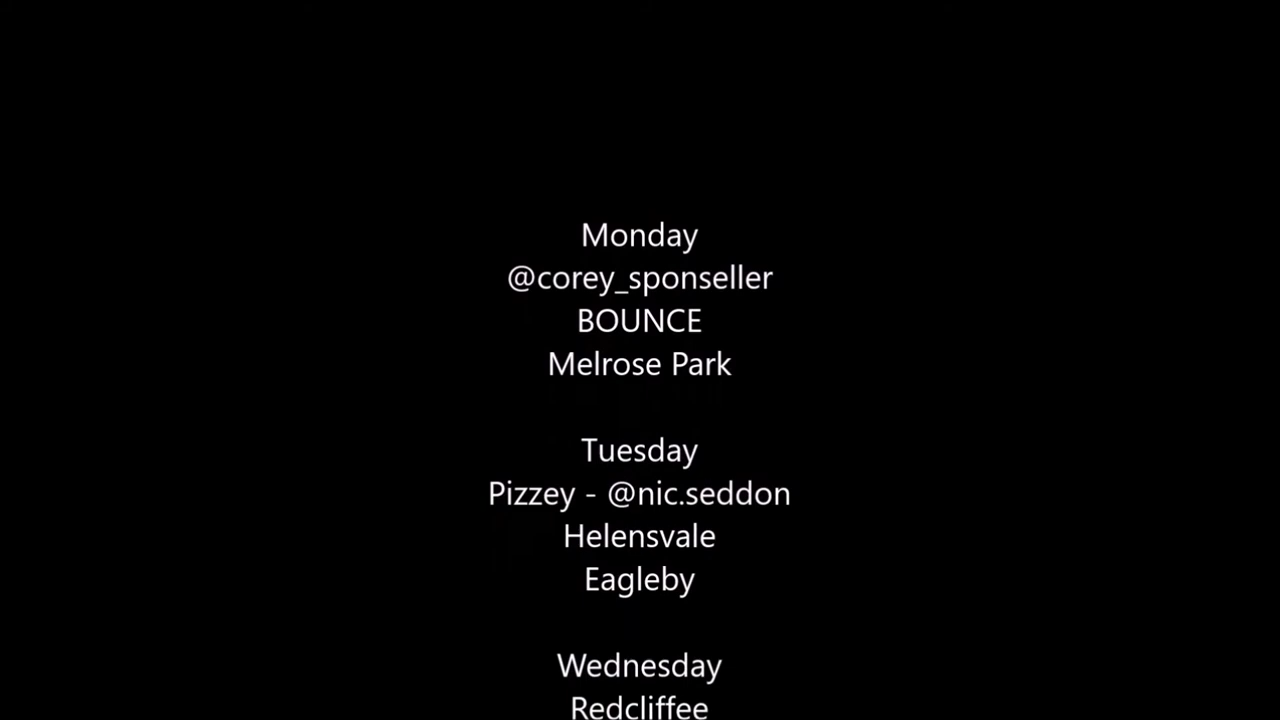 Monday
@corey_sponseller
BOUNCE
Melrose Park
Tuesday
Pizzey - @nic.seddon
Helensvale
Eagleby
Wednesday
Redcliffee